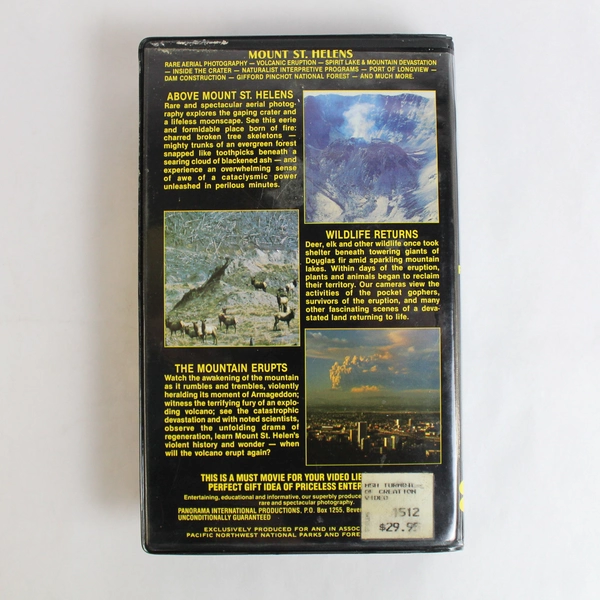 MOUNT ST. HELENS
RARE AERIAL PHOTOGRAPHY — VOLCANIC ERUPTION — SPIRIT LAKE & MOUNTAIN DEVASTATION
— INSIDE THE CRATER — NATURALIST INTERPRETIVE PROGRAMS — PORT OF LONGVIEW —
DAM CONSTRUCTION — GIFFORD PINCHOT NATIONAL FOREST — AND MUCH MORE.
ABOVE MOUNT ST. HELENS
Rare and spectacular aerial photog-
raphy explores the gaping crater and
a lifeless moonscape. See this eerie
and formidable place born of fire:
charred broken tree skeletons —
mighty trunks of an evergreen forest
snapped like toothpicks beneath a
searing cloud of blackened ash — and
experience an overwhelming sense
of awe of a cataclysmic power
unleashed in perilous minutes.
WILDLIFE RETURNS
Deer, elk and other wildlife once took
shelter beneath towering giants of
Douglas fir amid sparkling mountain
lakes. Within days of the eruption,
plants and animals began to reclaim
their territory. Our cameras view the
activities of the pocket gophers,
survivors of the eruption, and many
other fascinating scenes of a deva-
stated land returning to life.
THE MOUNTAIN ERUPTS
Watch the awakening of the mountain
as it rumbles and trembles, violently
heralding its moment of Armageddon;
witness the terrifying fury of an explo-
ding volcano; see the catastrophic
devastation and with noted scientists,
observe the unfolding drama of
regeneration, learn Mount St. Helen's
violent history and wonder — when
will the volcano erupt again?
THIS IS A MUST MOVIE FOR YOUR VIDEO
PERFECT GIFT IDEA OF PRICELESS
Entertaining, educational and informative, our superbly
rare and spectacular photography.
PANORAMA INTERNATIONAL PRODUCTIONS, P.O. Box 1255,
UNCONDITIONALLY GUARANTEED
EXCLUSIVELY PRODUCED FOR AND IN
PACIFIC NORTHWEST NATIONAL PARKS AND
OF CREATION
VIDEO
1512
$29.95